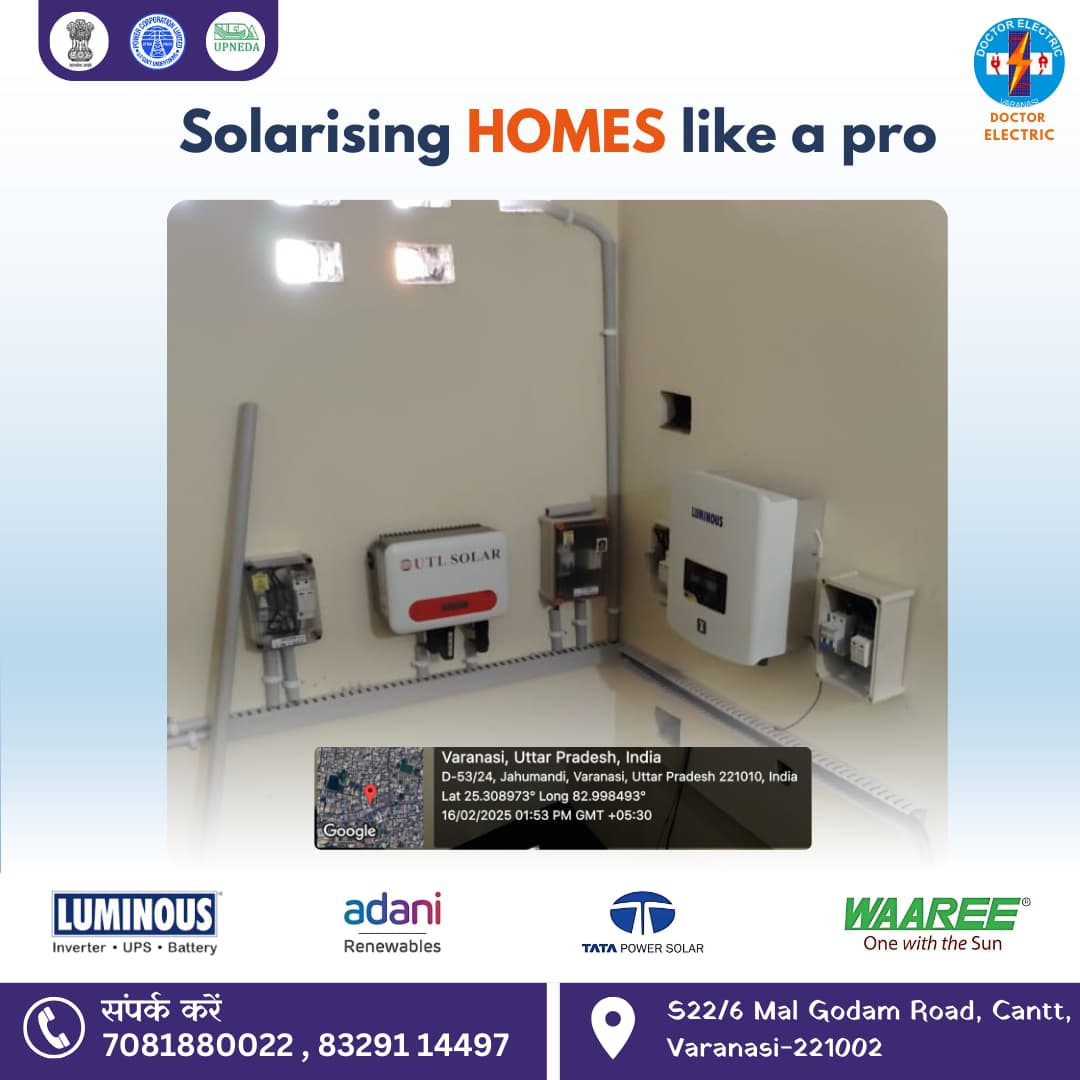 POWER CORPORATION LIMITED
UPNEDA
DOCTOR ELECTRIC
VARANASI
DOCTOR
ELECTRIC
Solarising HOMES like a pro
LUMINOUS
UTL SOLAR
Varanasi, Uttar Pradesh, India
D-53/24, Jahumandi, Varanasi, Uttar Pradesh 221010, India
Lat 25.308973° Long 82.998493°
16/02/2025 01:53 PM GMT +05:30
Google
LUMINOUS
Inverter • UPS • Battery
adani
Renewables
TATA POWER SOLAR
WAAREE®
One with the Sun
संपर्क करें
7081880022 , 83291 14497
S22/6 Mal Godam Road, Cantt,
Varanasi-221002